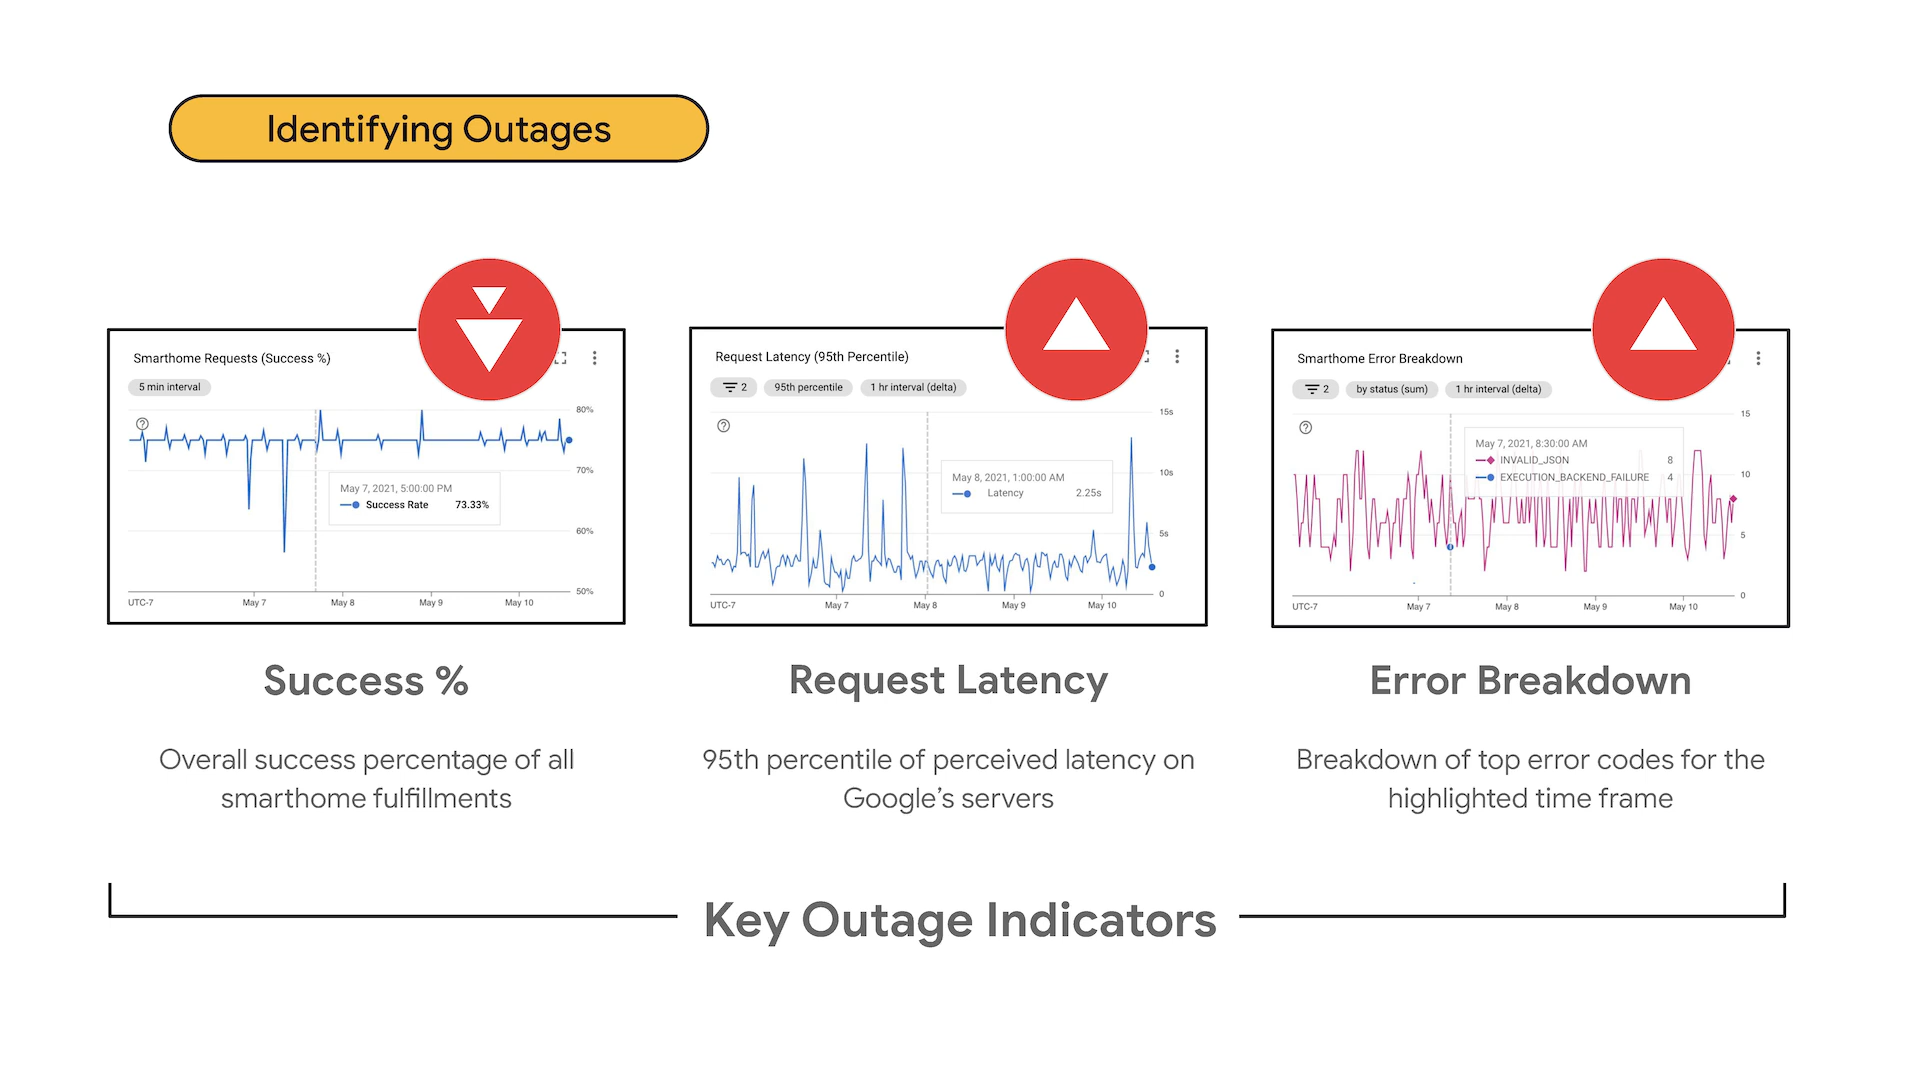 Identifying Outages
Smarthome Requests (Success %)
5 min interval
80%
70%
60%
50%
May 7, 2021, 5:00:00 PM
Success Rate 73.33%
UTC-7 May 7 May 8 May 9 May 10
Request Latency (95th Percentile)
2 95th percentile 1 hr interval (delta)
15s
10s
5s
0
May 8, 2021, 1:00:00 AM
Latency 2.25s
UTC-7 May 7 May 8 May 9 May 10
Smarthome Error Breakdown
2 by status (sum) 1 hr interval (delta)
15
10
5
0
May 7, 2021, 8:30:00 AM
INVALID_JSON 8
EXECUTION_BACKEND_FAILURE 4
UTC-7 May 7 May 8 May 9 May 10
Success %
Overall success percentage of all
smarthome fulfillments
Request Latency
95th percentile of perceived latency on
Google’s servers
Error Breakdown
Breakdown of top error codes for the
highlighted time frame
Key Outage Indicators